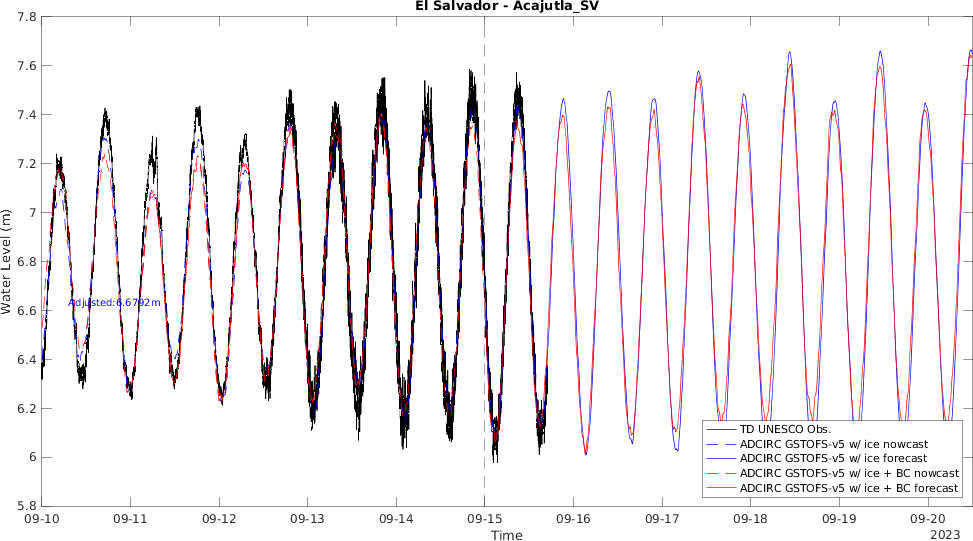 El Salvador - Acajutla_SV
7.8
7.6
7.4
7.2
7
6.8
6.6
6.4
6.2
6
5.8
Water Level (m)
Adjusted:6.6792m
TD UNESCO Obs.
ADCIRC GSTOFS-v5 w/ ice nowcast
ADCIRC GSTOFS-v5 w/ ice forecast
ADCIRC GSTOFS-v5 w/ ice + BC nowcast
ADCIRC GSTOFS-v5 w/ ice + BC forecast
09-10 09-11 09-12 09-13 09-14 09-15 09-16 09-17 09-18 09-19 09-20
Time
2023